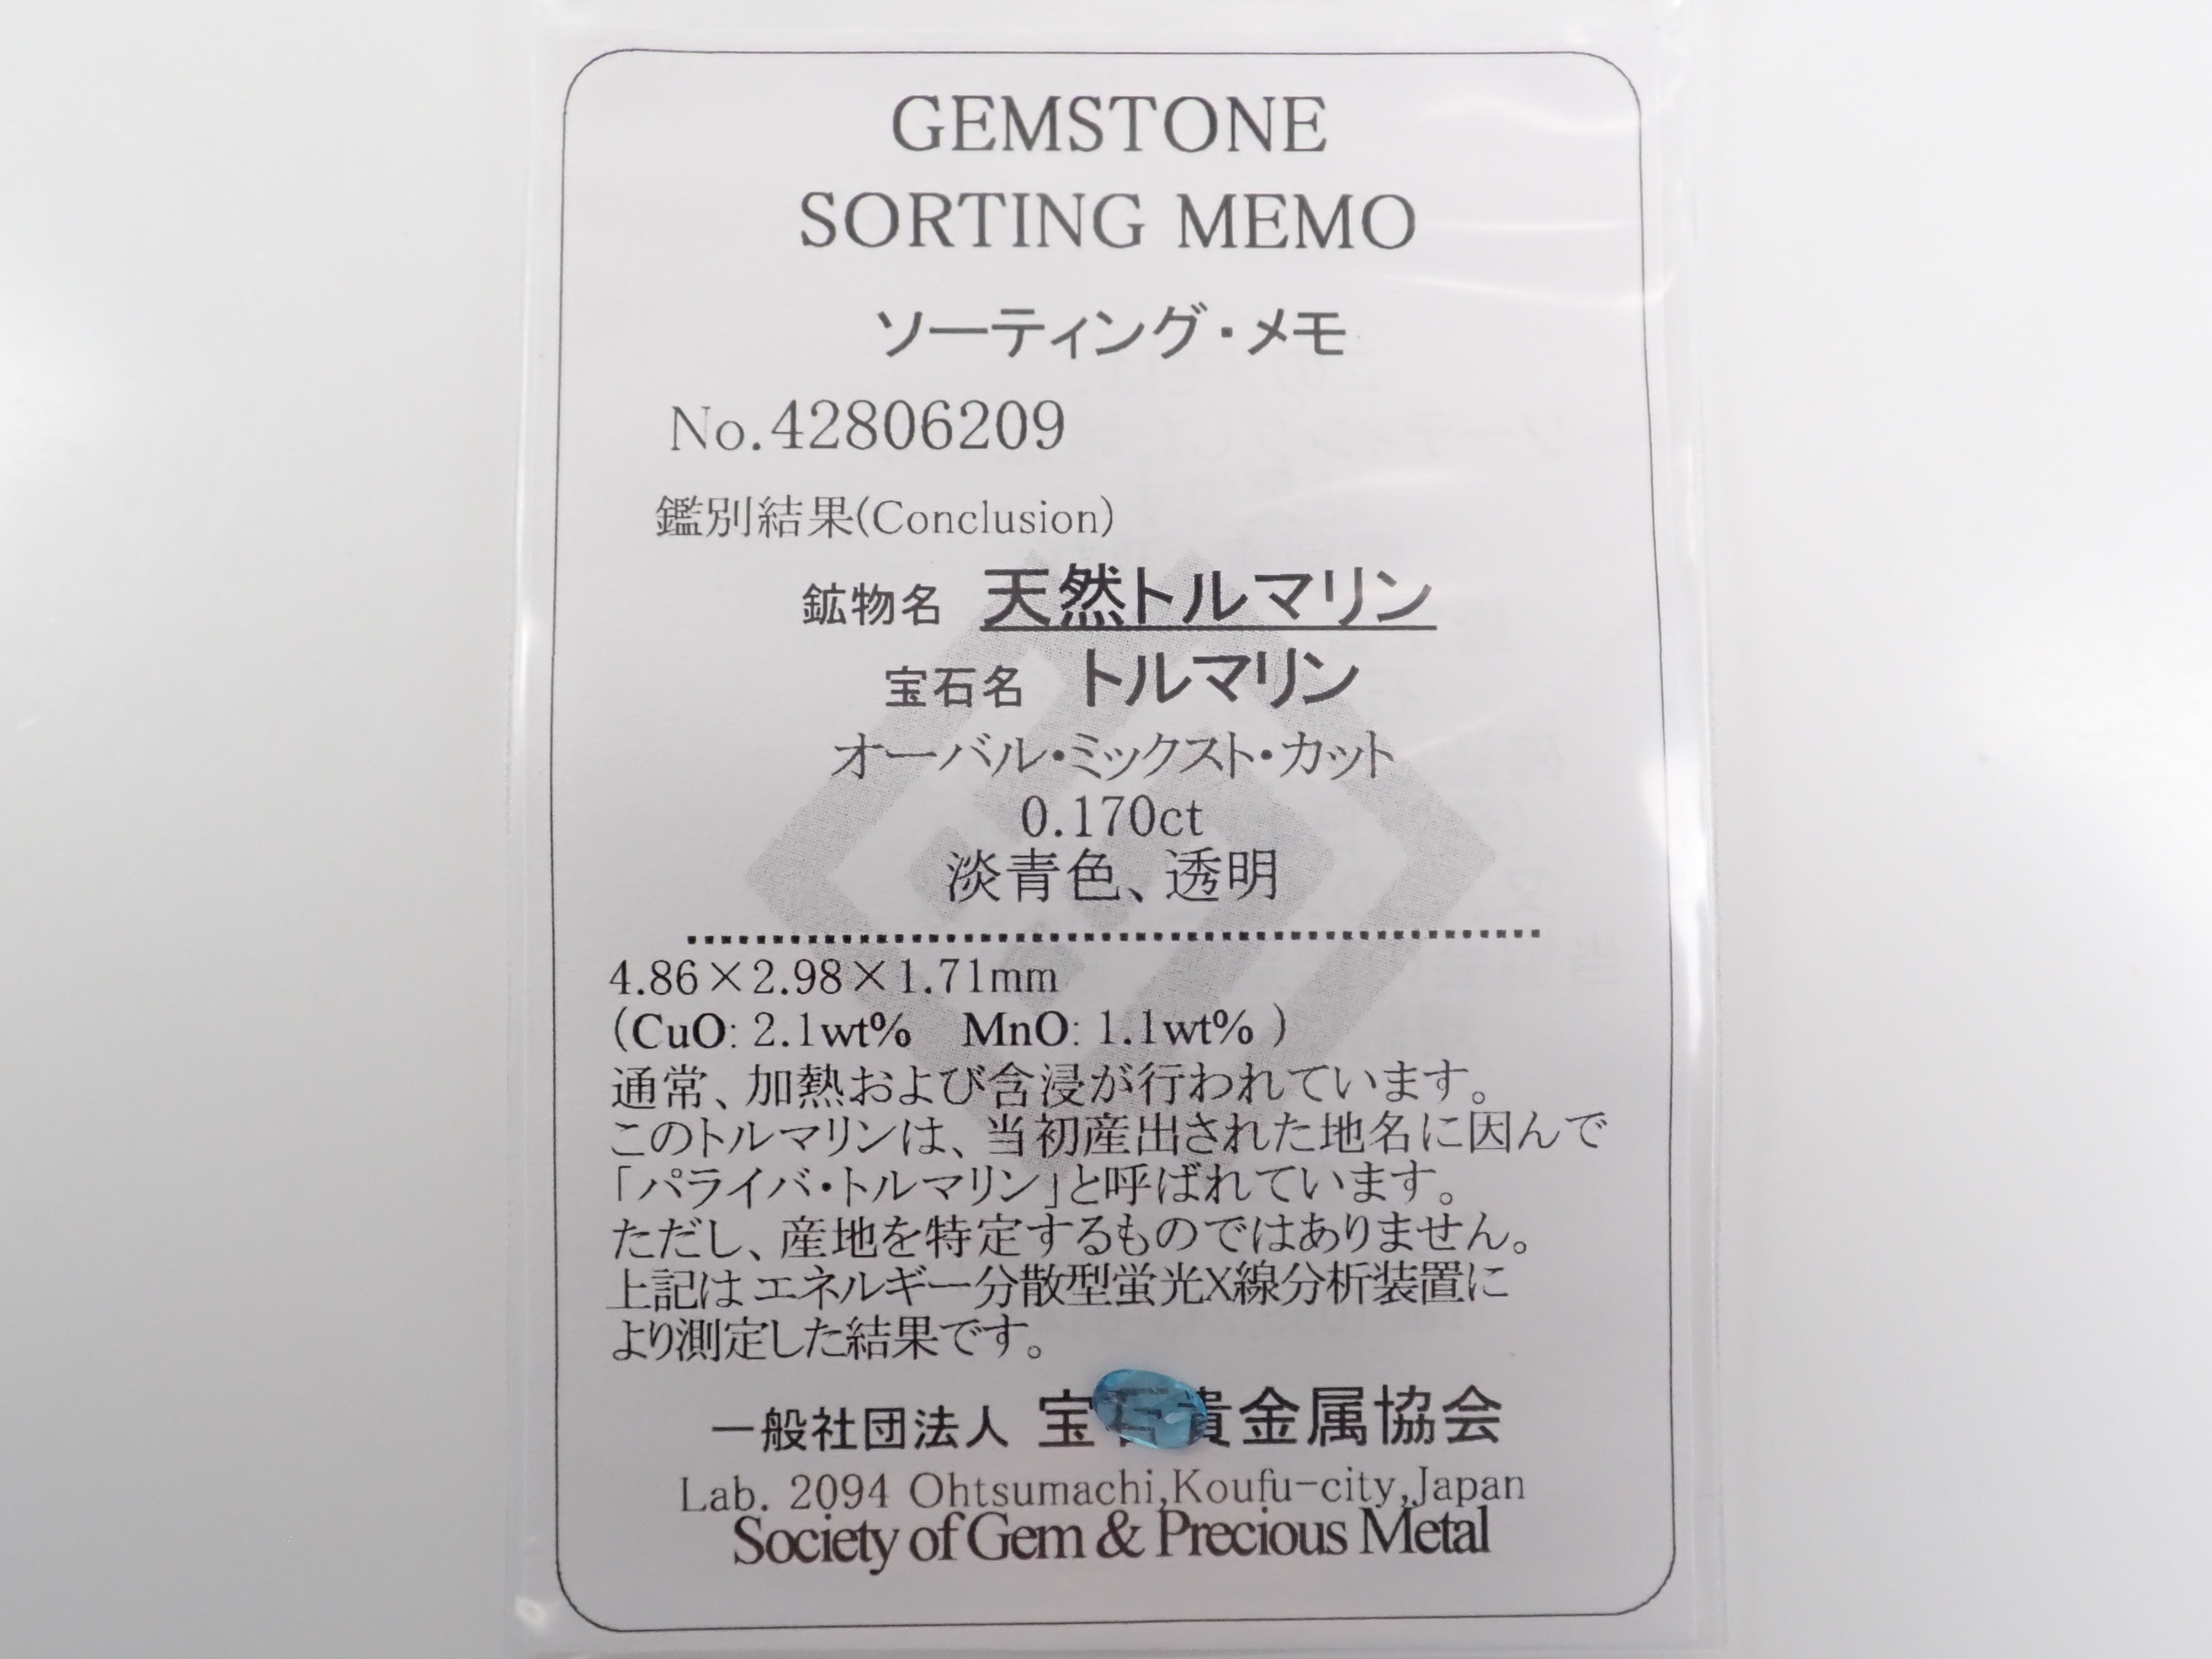 GEMSTONE
SORTING MEMO
ソーティング・メモ
No.42806209
鑑別結果(Conclusion)
鉱物名 天然トルマリン
宝石名 トルマリン
オーバル・ミックスト・カット
0.170ct
淡青色、透明
4.86×2.98×1.71mm
(CuO: 2.1wt% MnO: 1.1wt% )
通常、加熱および含浸が行われています。
このトルマリンは、当初産出された地名に因んで
「パライバ・トルマリン」と呼ばれています。
ただし、産地を特定するものではありません。
上記はエネルギー分散型蛍光X線分析装置に
より測定した結果です。
一般社団法人 宝石貴金属協会
Lab. 2094 Ohtsumachi,Koufu-city,Japan
Society of Gem & Precious Metal